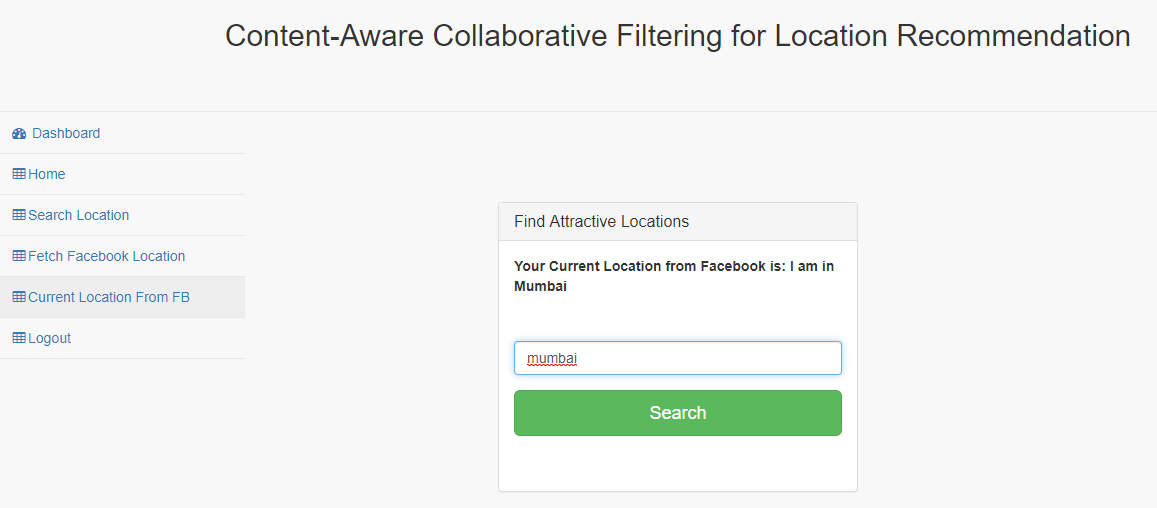 Content-Aware Collaborative Filtering for Location Recommendation
Dashboard
Home
Search Location
Fetch Facebook Location
Current Location From FB
Logout
Find Attractive Locations
Your Current Location from Facebook is: I am in
Mumbai
mumbai
Search